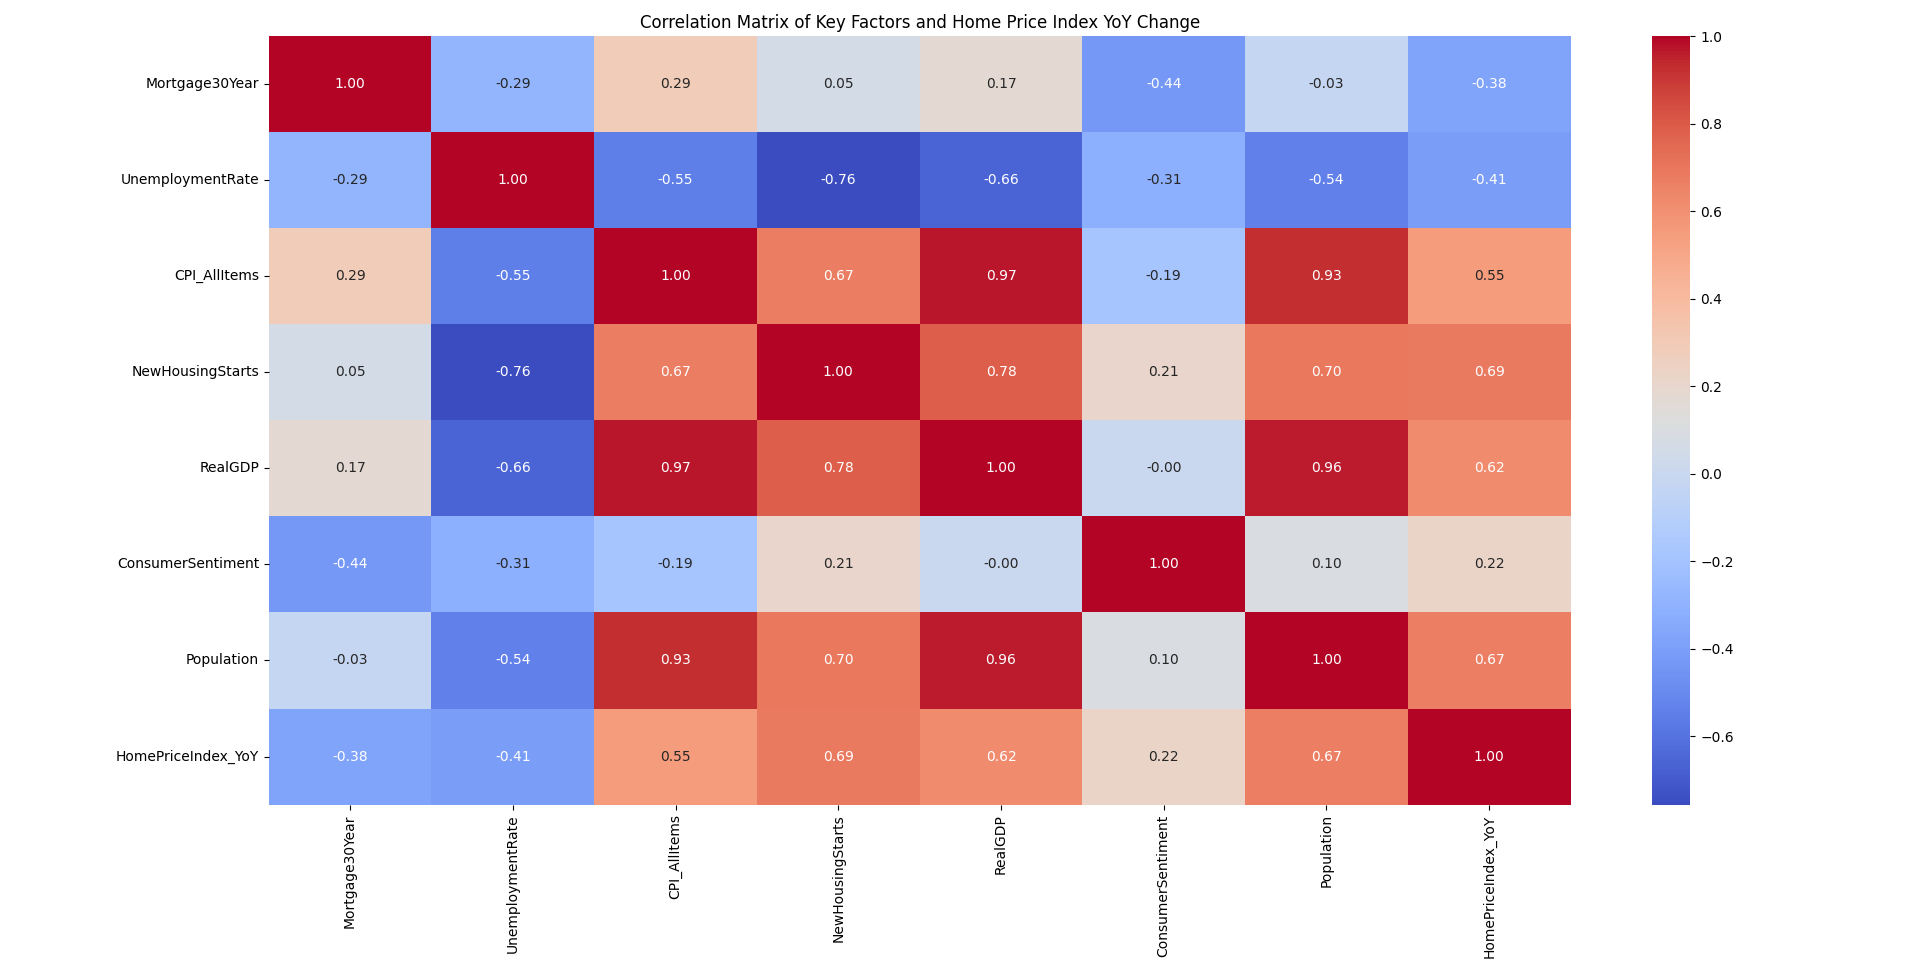 Correlation Matrix of Key Factors and Home Price Index YoY Change
Mortgage30Year 1.00 -0.29 0.29 0.05 0.17 -0.44 -0.03 -0.38
UnemploymentRate -0.29 1.00 -0.55 -0.76 -0.66 -0.31 -0.54 -0.41
CPI_AllItems 0.29 -0.55 1.00 0.67 0.97 -0.19 0.93 0.55
NewHousingStarts 0.05 -0.76 0.67 1.00 0.78 0.21 0.70 0.69
RealGDP 0.17 -0.66 0.97 0.78 1.00 -0.00 0.96 0.62
ConsumerSentiment -0.44 -0.31 -0.19 0.21 -0.00 1.00 0.10 0.22
Population -0.03 -0.54 0.93 0.70 0.96 0.10 1.00 0.67
HomePriceIndex_YoY -0.38 -0.41 0.55 0.69 0.62 0.22 0.67 1.00
Mortgage30Year
UnemploymentRate
CPI_AllItems
NewHousingStarts
RealGDP
ConsumerSentiment
Population
HomePriceIndex_YoY
1.0
0.8
0.6
0.4
0.2
0.0
−0.2
−0.4
−0.6